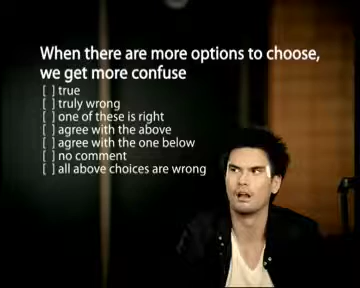 When there are more options to choose,
we get more confuse
[ ] true
[ ] truly wrong
[ ] one of these is right
[ ] agree with the above
[ ] agree with the one below
[ ] no comment
[ ] all above choices are wrong